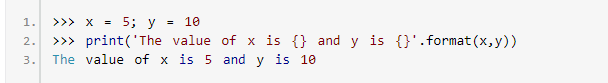 1. >>> x = 5; y = 10
2. >>> print('The value of x is {} and y is {}'.format(x,y))
3. The value of x is 5 and y is 10